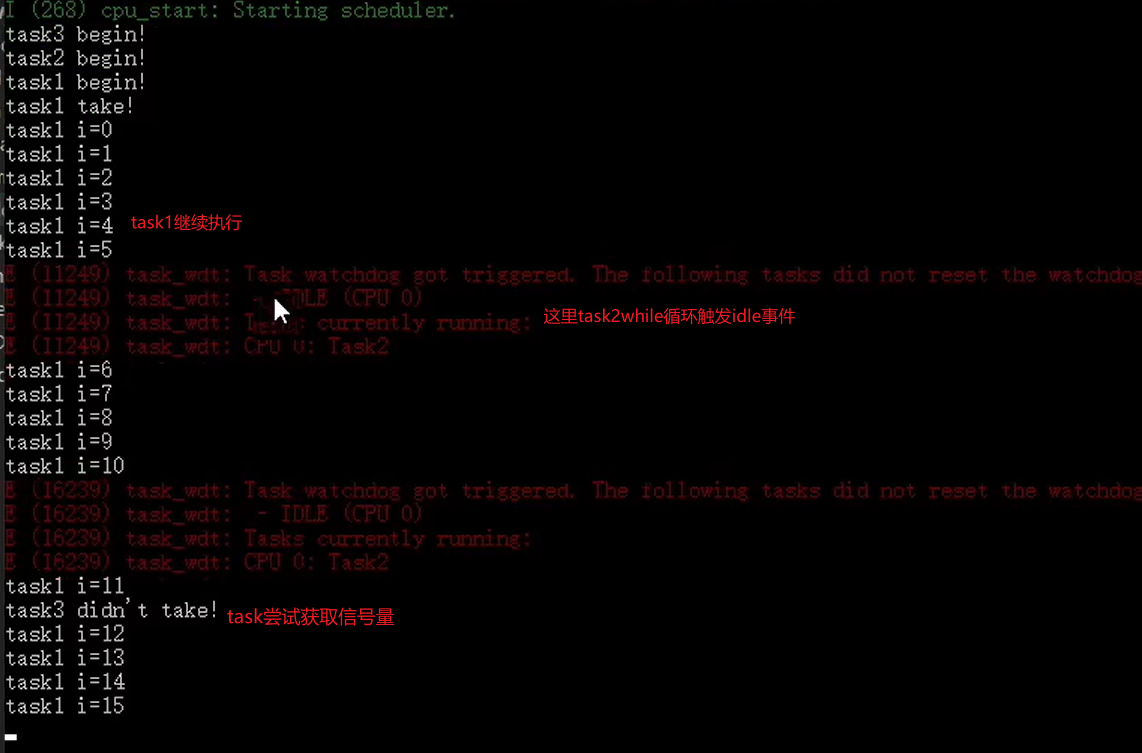 I (268) cpu_start: Starting scheduler.
task3 begin!
task2 begin!
task1 begin!
task1 take!
task1 i=0
task1 i=1
task1 i=2
task1 i=3
task1 i=4 task1继续执行
task1 i=5
E (11249) task_wdt: Task watchdog got triggered. The following tasks did not reset the watchdog
E (11249) task_wdt: - IDLE (CPU 0)
E (11249) task_wdt: currently running: 这里task2while循环触发idle事件
E (11249) task_wdt: CPU 0: Task2
task1 i=6
task1 i=7
task1 i=8
task1 i=9
task1 i=10
E (16239) task_wdt: Task watchdog got triggered. The following tasks did not reset the watchdog
E (16239) task_wdt: - IDLE (CPU 0)
E (16239) task_wdt: Tasks currently running:
E (16239) task_wdt: CPU 0: Task2
task1 i=11
task3 didn't take! task尝试获取信号量
task1 i=12
task1 i=13
task1 i=14
task1 i=15